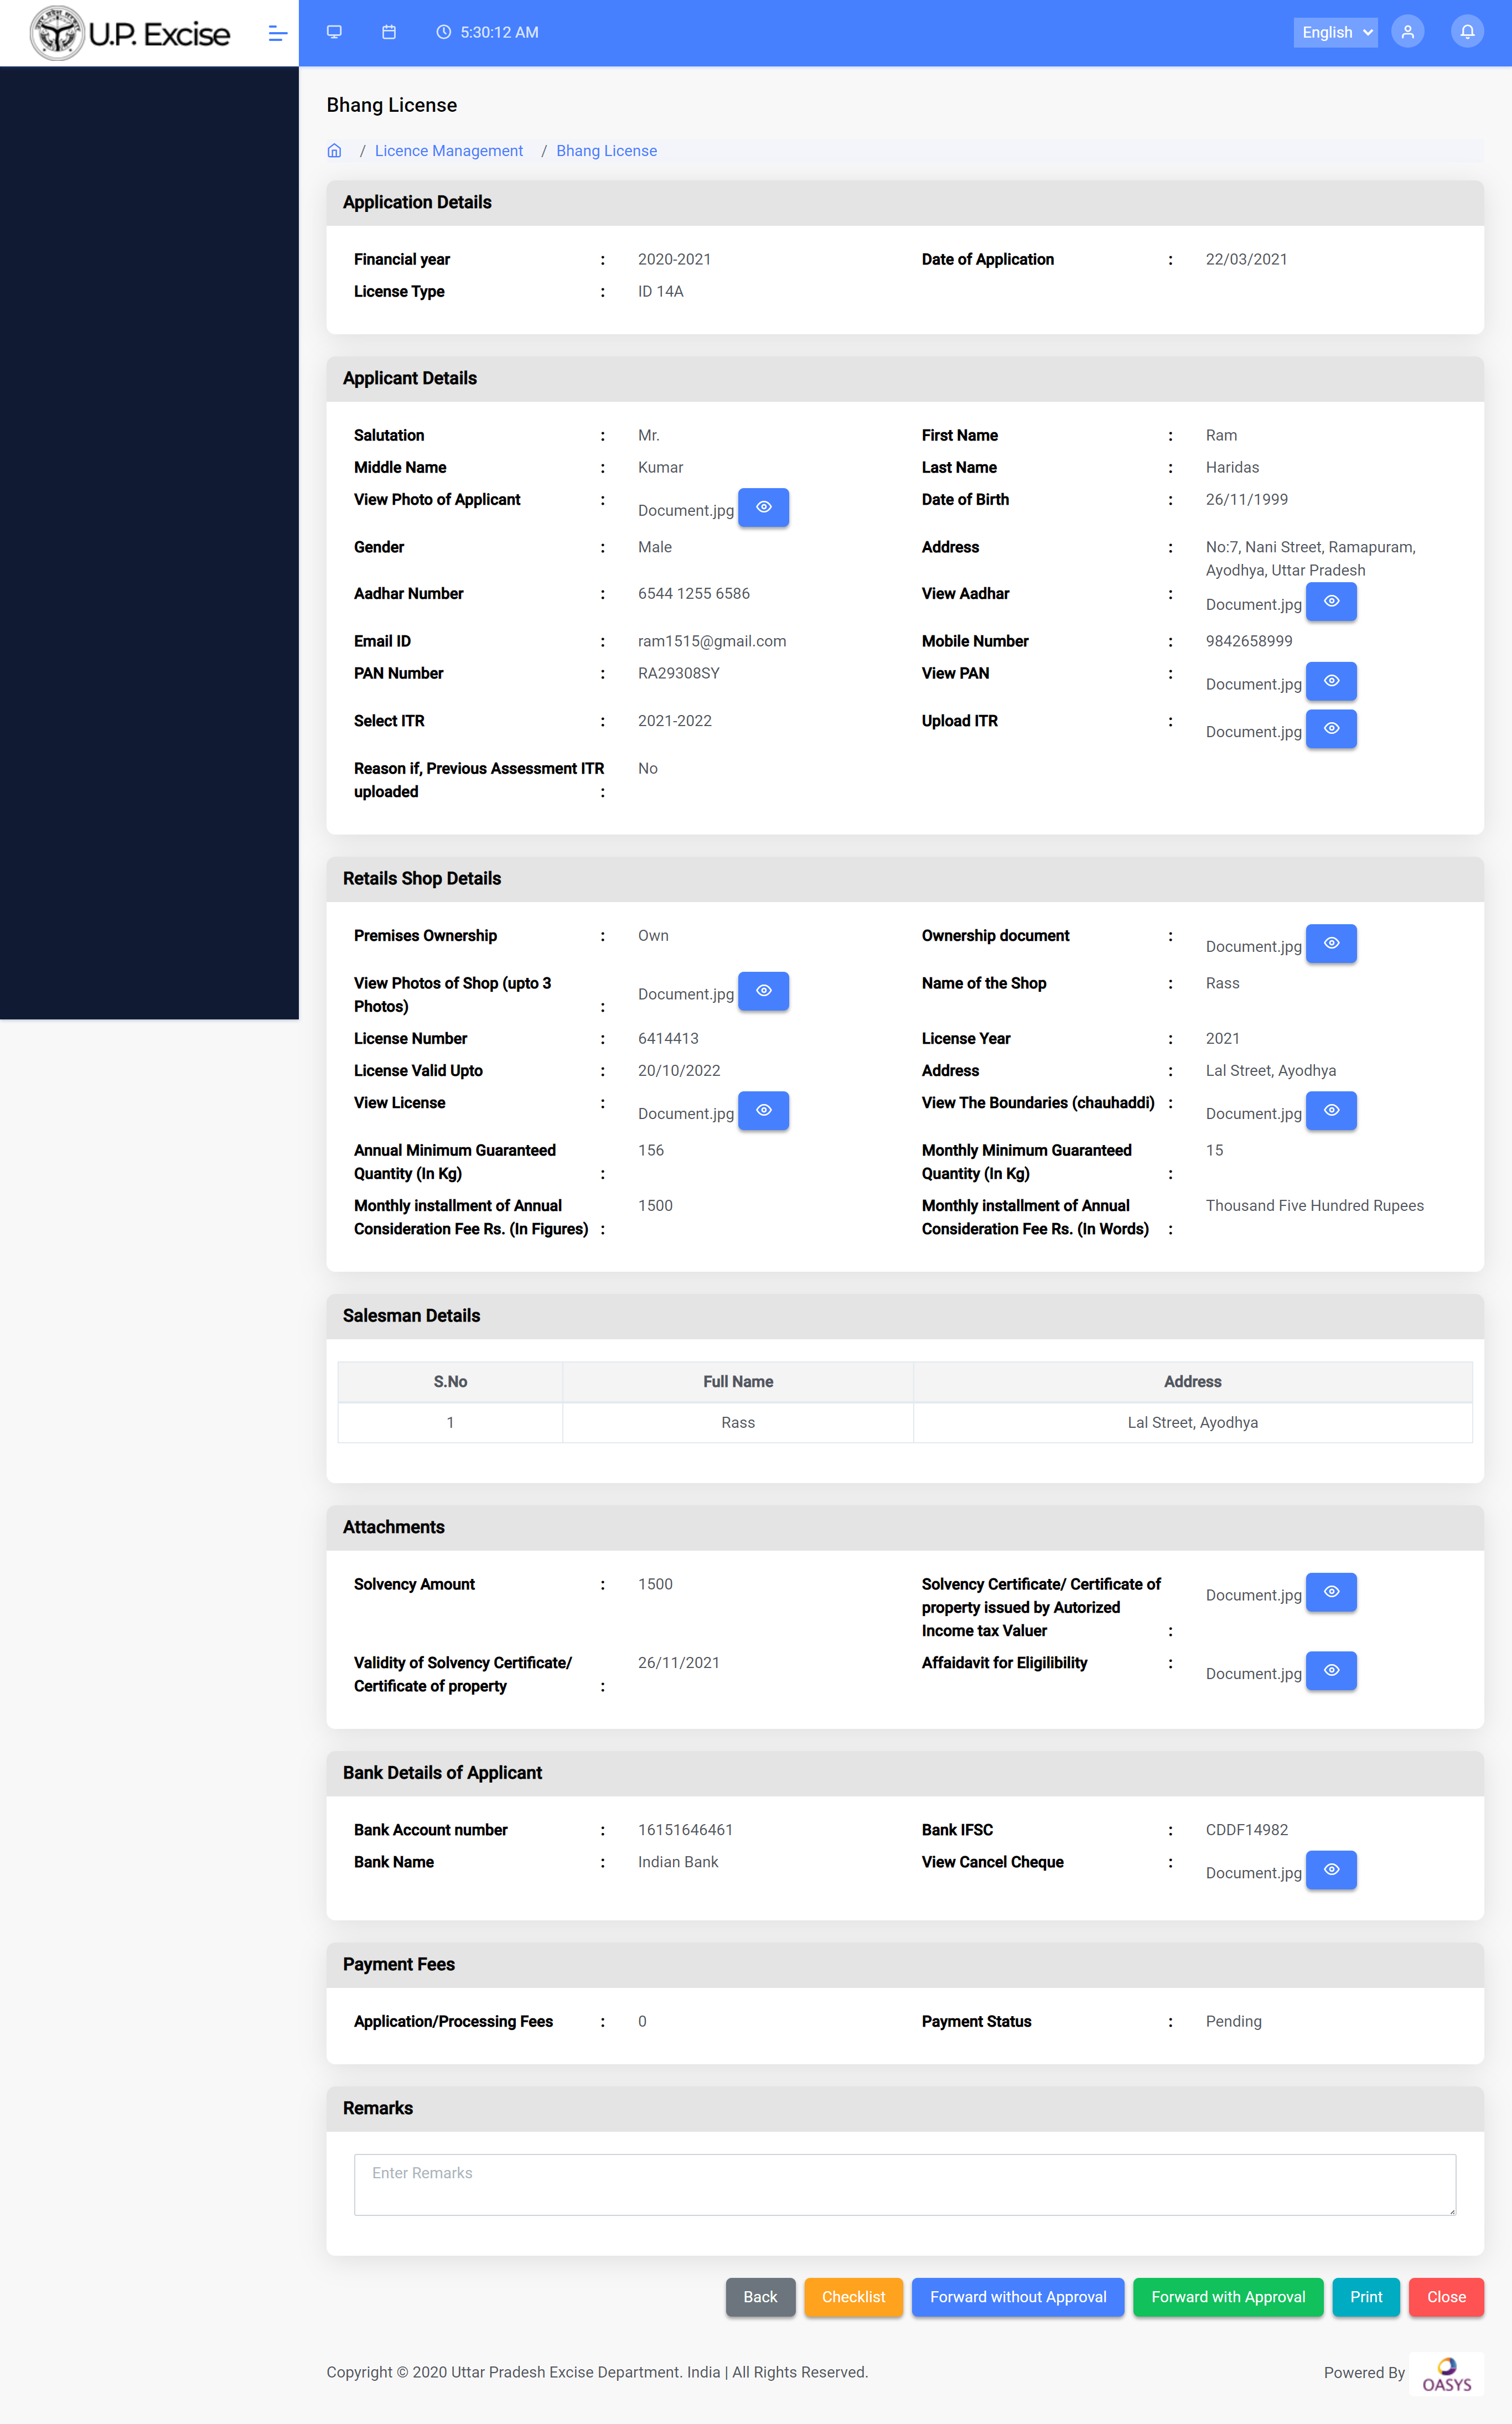 U.P. Excise
5:30:12 AM
English
Bhang License
/ Licence Management / Bhang License
Application Details
Financial year : 2020-2021 Date of Application : 22/03/2021
License Type : ID 14A
Applicant Details
Salutation : Mr. First Name : Ram
Middle Name : Kumar Last Name : Haridas
View Photo of Applicant : Document.jpg Date of Birth : 26/11/1999
Gender : Male Address : No:7, Nani Street, Ramapuram,
Ayodhya, Uttar Pradesh
Aadhar Number : 6544 1255 6586 View Aadhar : Document.jpg
Email ID : ram1515@gmail.com Mobile Number : 9842658999
PAN Number : RA29308SY View PAN : Document.jpg
Select ITR : 2021-2022 Upload ITR : Document.jpg
Reason if, Previous Assessment ITR No
uploaded :
Retails Shop Details
Premises Ownership : Own Ownership document : Document.jpg
View Photos of Shop (upto 3 Document.jpg Name of the Shop : Rass
Photos) :
License Number : 6414413 License Year : 2021
License Valid Upto : 20/10/2022 Address : Lal Street, Ayodhya
View License : Document.jpg View The Boundaries (chauhaddi) : Document.jpg
Annual Minimum Guaranteed 156 Monthly Minimum Guaranteed 15
Quantity (In Kg) : Quantity (In Kg) :
Monthly installment of Annual 1500 Monthly installment of Annual Thousand Five Hundred Rupees
Consideration Fee Rs. (In Figures) : Consideration Fee Rs. (In Words) :
Salesman Details
S.No Full Name Address
1 Rass Lal Street, Ayodhya
Attachments
Solvency Amount : 1500 Solvency Certificate/ Certificate of Document.jpg
property issued by Autorized
Income tax Valuer :
Validity of Solvency Certificate/ 26/11/2021 Affaidavit for Eligilibility : Document.jpg
Certificate of property :
Bank Details of Applicant
Bank Account number : 16151646461 Bank IFSC : CDDF14982
Bank Name : Indian Bank View Cancel Cheque : Document.jpg
Payment Fees
Application/Processing Fees : 0 Payment Status : Pending
Remarks
Enter Remarks
Back Checklist Forward without Approval Forward with Approval Print Close
Copyright © 2020 Uttar Pradesh Excise Department. India | All Rights Reserved. Powered By OASYS